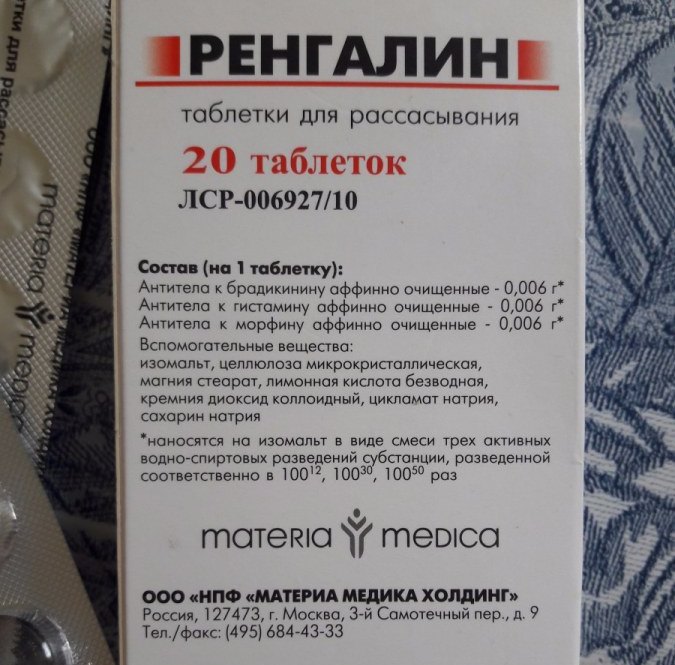 РЕНГАЛИН
таблетки для рассасывания
20 таблеток
ЛСР-006927/10
Состав (на 1 таблетку):
Антитела к брадикинину аффинно очищенные - 0,006 г*
Антитела к гистамину аффинно очищенные - 0,006 г*
Антитела к морфину аффинно очищенные - 0,006 г*
Вспомогательные вещества:
изомальт, целлюлоза микрокристаллическая,
магния стеарат, лимонная кислота безводная,
кремния диоксид коллоидный, цикламат натрия,
сахарин натрия
*наносятся на изомальт в виде смеси трех активных
водно-спиртовых разведений субстанции, разведенной
соответственно в 100¹², 100³⁰, 100⁵⁰ раз
materia medica
ООО «НПФ «МАТЕРИА МЕДИКА ХОЛДИНГ»
Россия, 127473, г. Москва, 3-й Самотечный пер., д. 9
Тел./факс: (495) 684-43-33
materia medica